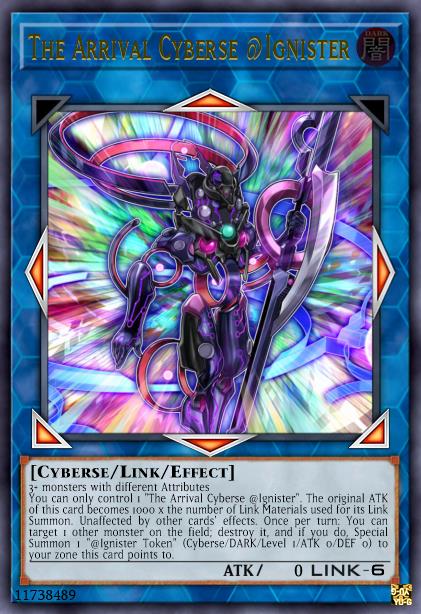 The Arrival Cyberse @Ignister
DARK
闇
[Cyberse/Link/Effect]
3+ monsters with different Attributes
You can only control 1 "The Arrival Cyberse @Ignister". The original ATK
of this card becomes 1000 x the number of Link Materials used for its Link
Summon. Unaffected by other cards' effects. Once per turn: You can
target 1 other monster on the field; destroy it, and if you do, Special
Summon 1 "@Ignister Token" (Cyberse/DARK/Level 1/ATK 0/DEF 0) to
your zone this card points to.
ATK/ 0 LINK-6
11738489